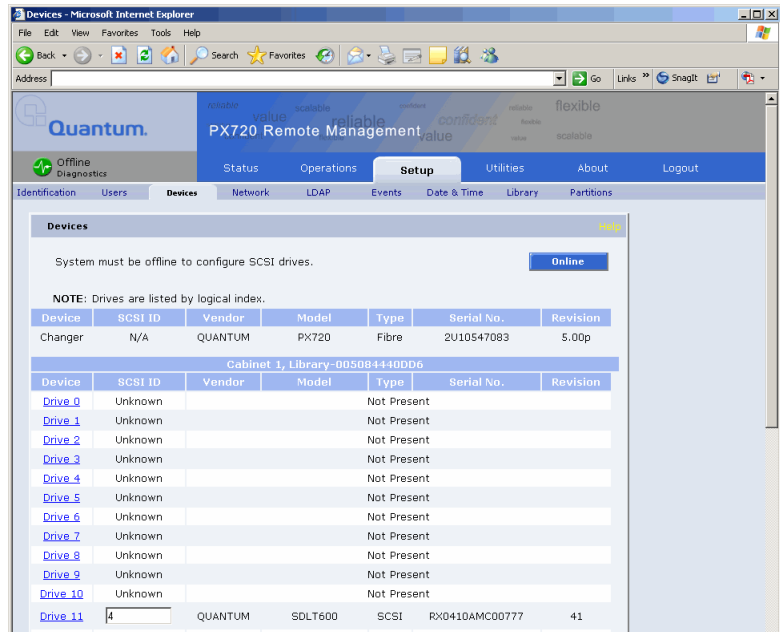 Devices - Microsoft Internet Explorer
File Edit View Favorites Tools Help
Back Search Favorites
Address Go Links » SnagIt
Quantum.
PX720 Remote Management
reliable value scalable reliable confident value reliable flexible scalable
Offline
Diagnostics
Status Operations Setup Utilities About Logout
Identification Users Devices Network LDAP Events Date & Time Library Partitions
Devices Help
System must be offline to configure SCSI drives. Online
NOTE: Drives are listed by logical index.
Device SCSI ID Vendor Model Type Serial No. Revision
Changer N/A QUANTUM PX720 Fibre 2U10547083 5.00p
Cabinet 1, Library-005084440DD6
Device SCSI ID Vendor Model Type Serial No. Revision
Drive 0 Unknown Not Present
Drive 1 Unknown Not Present
Drive 2 Unknown Not Present
Drive 3 Unknown Not Present
Drive 4 Unknown Not Present
Drive 5 Unknown Not Present
Drive 6 Unknown Not Present
Drive 7 Unknown Not Present
Drive 8 Unknown Not Present
Drive 9 Unknown Not Present
Drive 10 Unknown Not Present
Drive 11 4 QUANTUM SDLT600 SCSI RX0410AMC00777 41